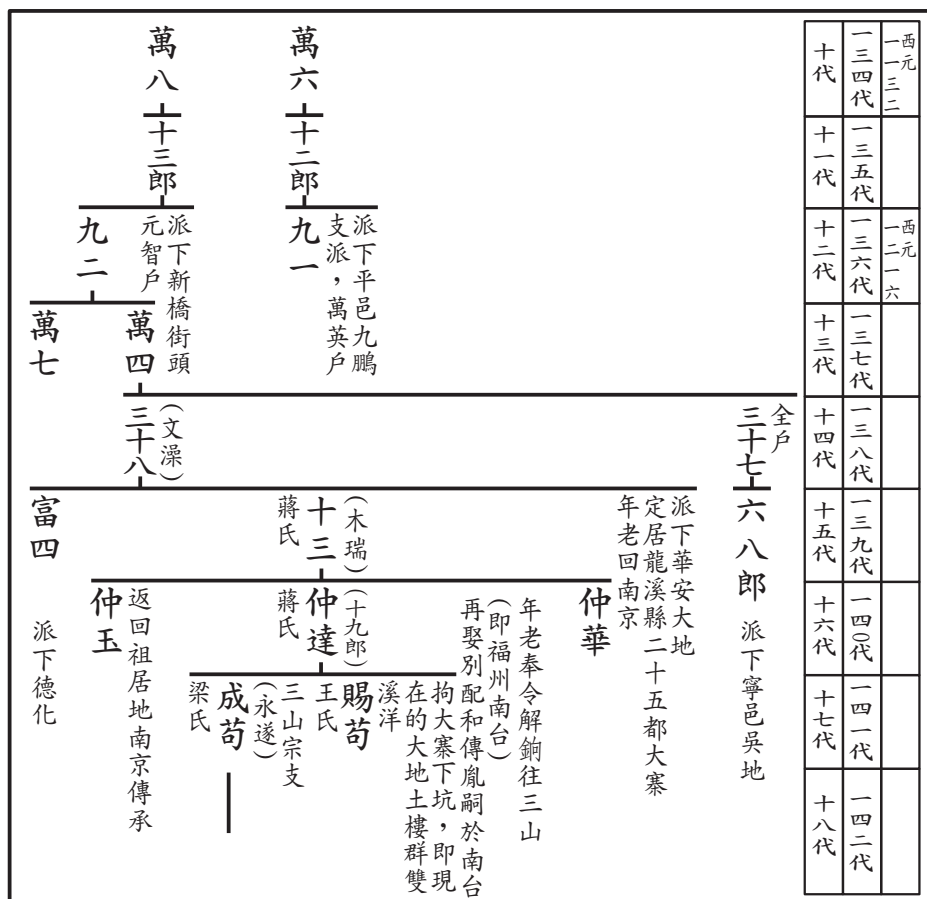 西元一一三二
一三四代
十代
一三五代
十一代
西元一二一六
一三六代
十二代
一三七代
十三代
一三八代
十四代
一三九代
十五代
一四〇代
十六代
一四一代
十七代
一四二代
十八代
萬六
萬八
十二郎
十三郎
九一
派下平邑九鵬
支派，萬英戶
派下新橋街頭
元智戶
九二
萬四
萬七
全戶
三十七
(文澡)
三十八
六八郎
派下寧邑吳地
派下華安大地
定居龍溪縣二十五都大寨
年老回南京
(木瑞)
十三
蔣氏
富四
派下德化
仲華
年老奉令解餉往三山
(即福州南台)
再娶別配和傳胤嗣於南台
(十九郎)
仲達
蔣氏
返回祖居地南京傳承
仲玉
拘大寨下坑，即現
在的大地土樓群雙
溪洋
賜苟
王氏
三山宗支
(永遂)
成苟
梁氏